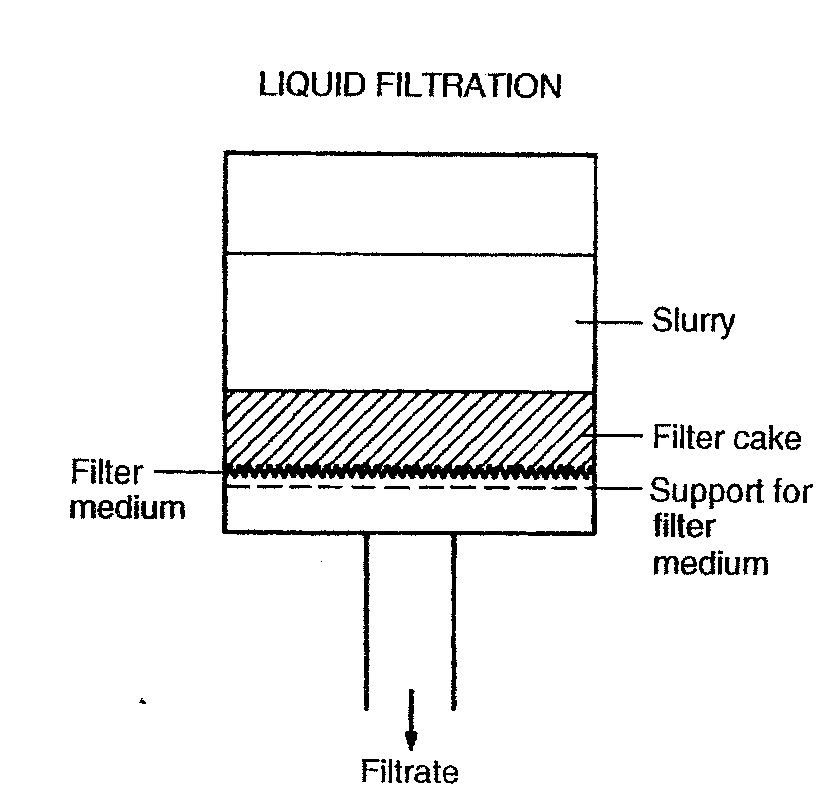 LIQUID FILTRATION
Slurry
Filter cake
Filter
medium
Support for
filter
medium
Filtrate